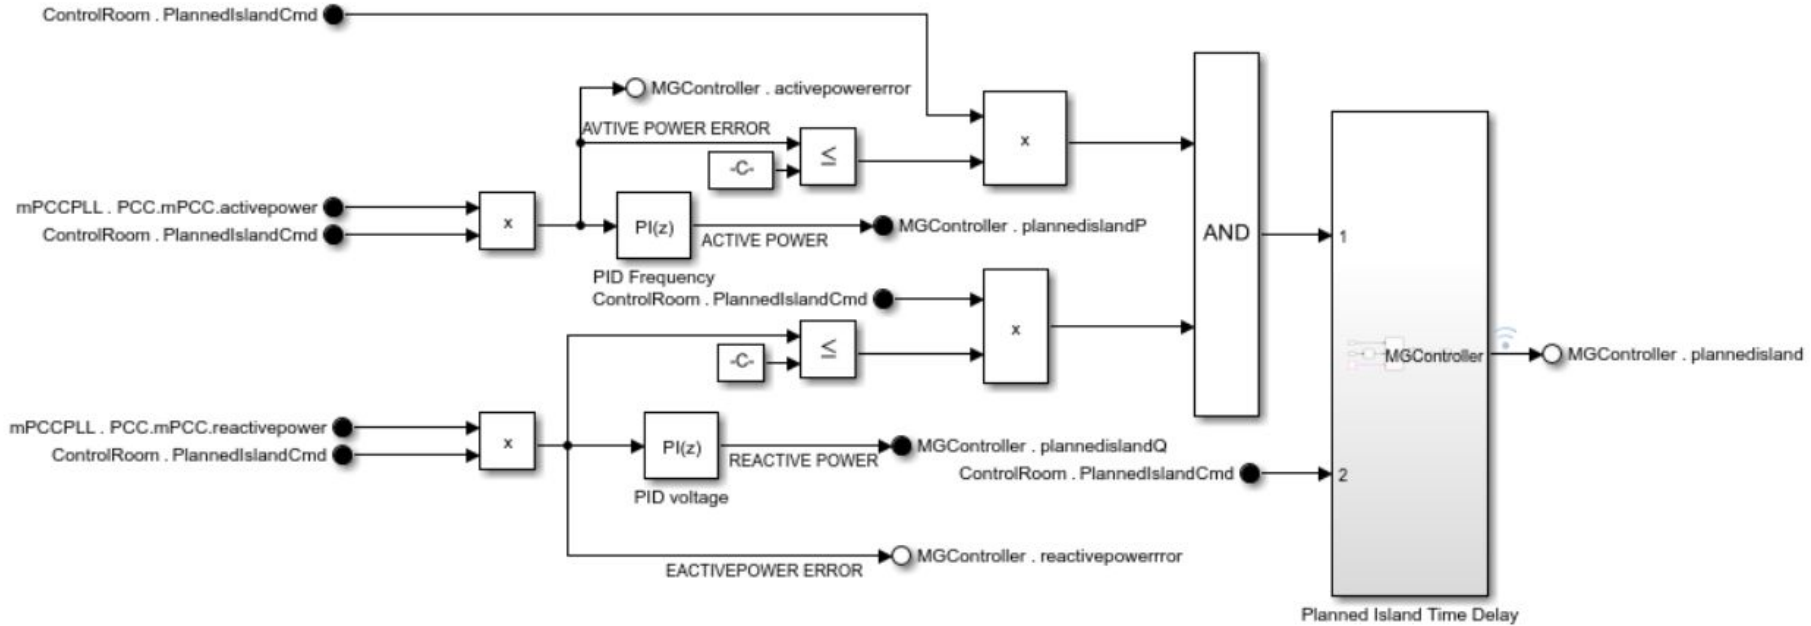 ControlRoom . PlannedIslandCmd
MGController . activepowererror
AVTIVE POWER ERROR
≤
-C-
x
mPCCPLL . PCC.mPCC.activepower
ControlRoom . PlannedIslandCmd
x
PI(z)
ACTIVE POWER
MGController . plannedislandP
PID Frequency
AND
1
ControlRoom . PlannedIslandCmd
x
≤
-C-
MGController
MGController . plannedisland
mPCCPLL . PCC.mPCC.reactivepower
ControlRoom . PlannedIslandCmd
x
PI(z)
REACTIVE POWER
MGController . plannedislandQ
PID voltage
ControlRoom . PlannedIslandCmd
2
EACTIVEPOWER ERROR
MGController . reactivepowerrror
Planned Island Time Delay